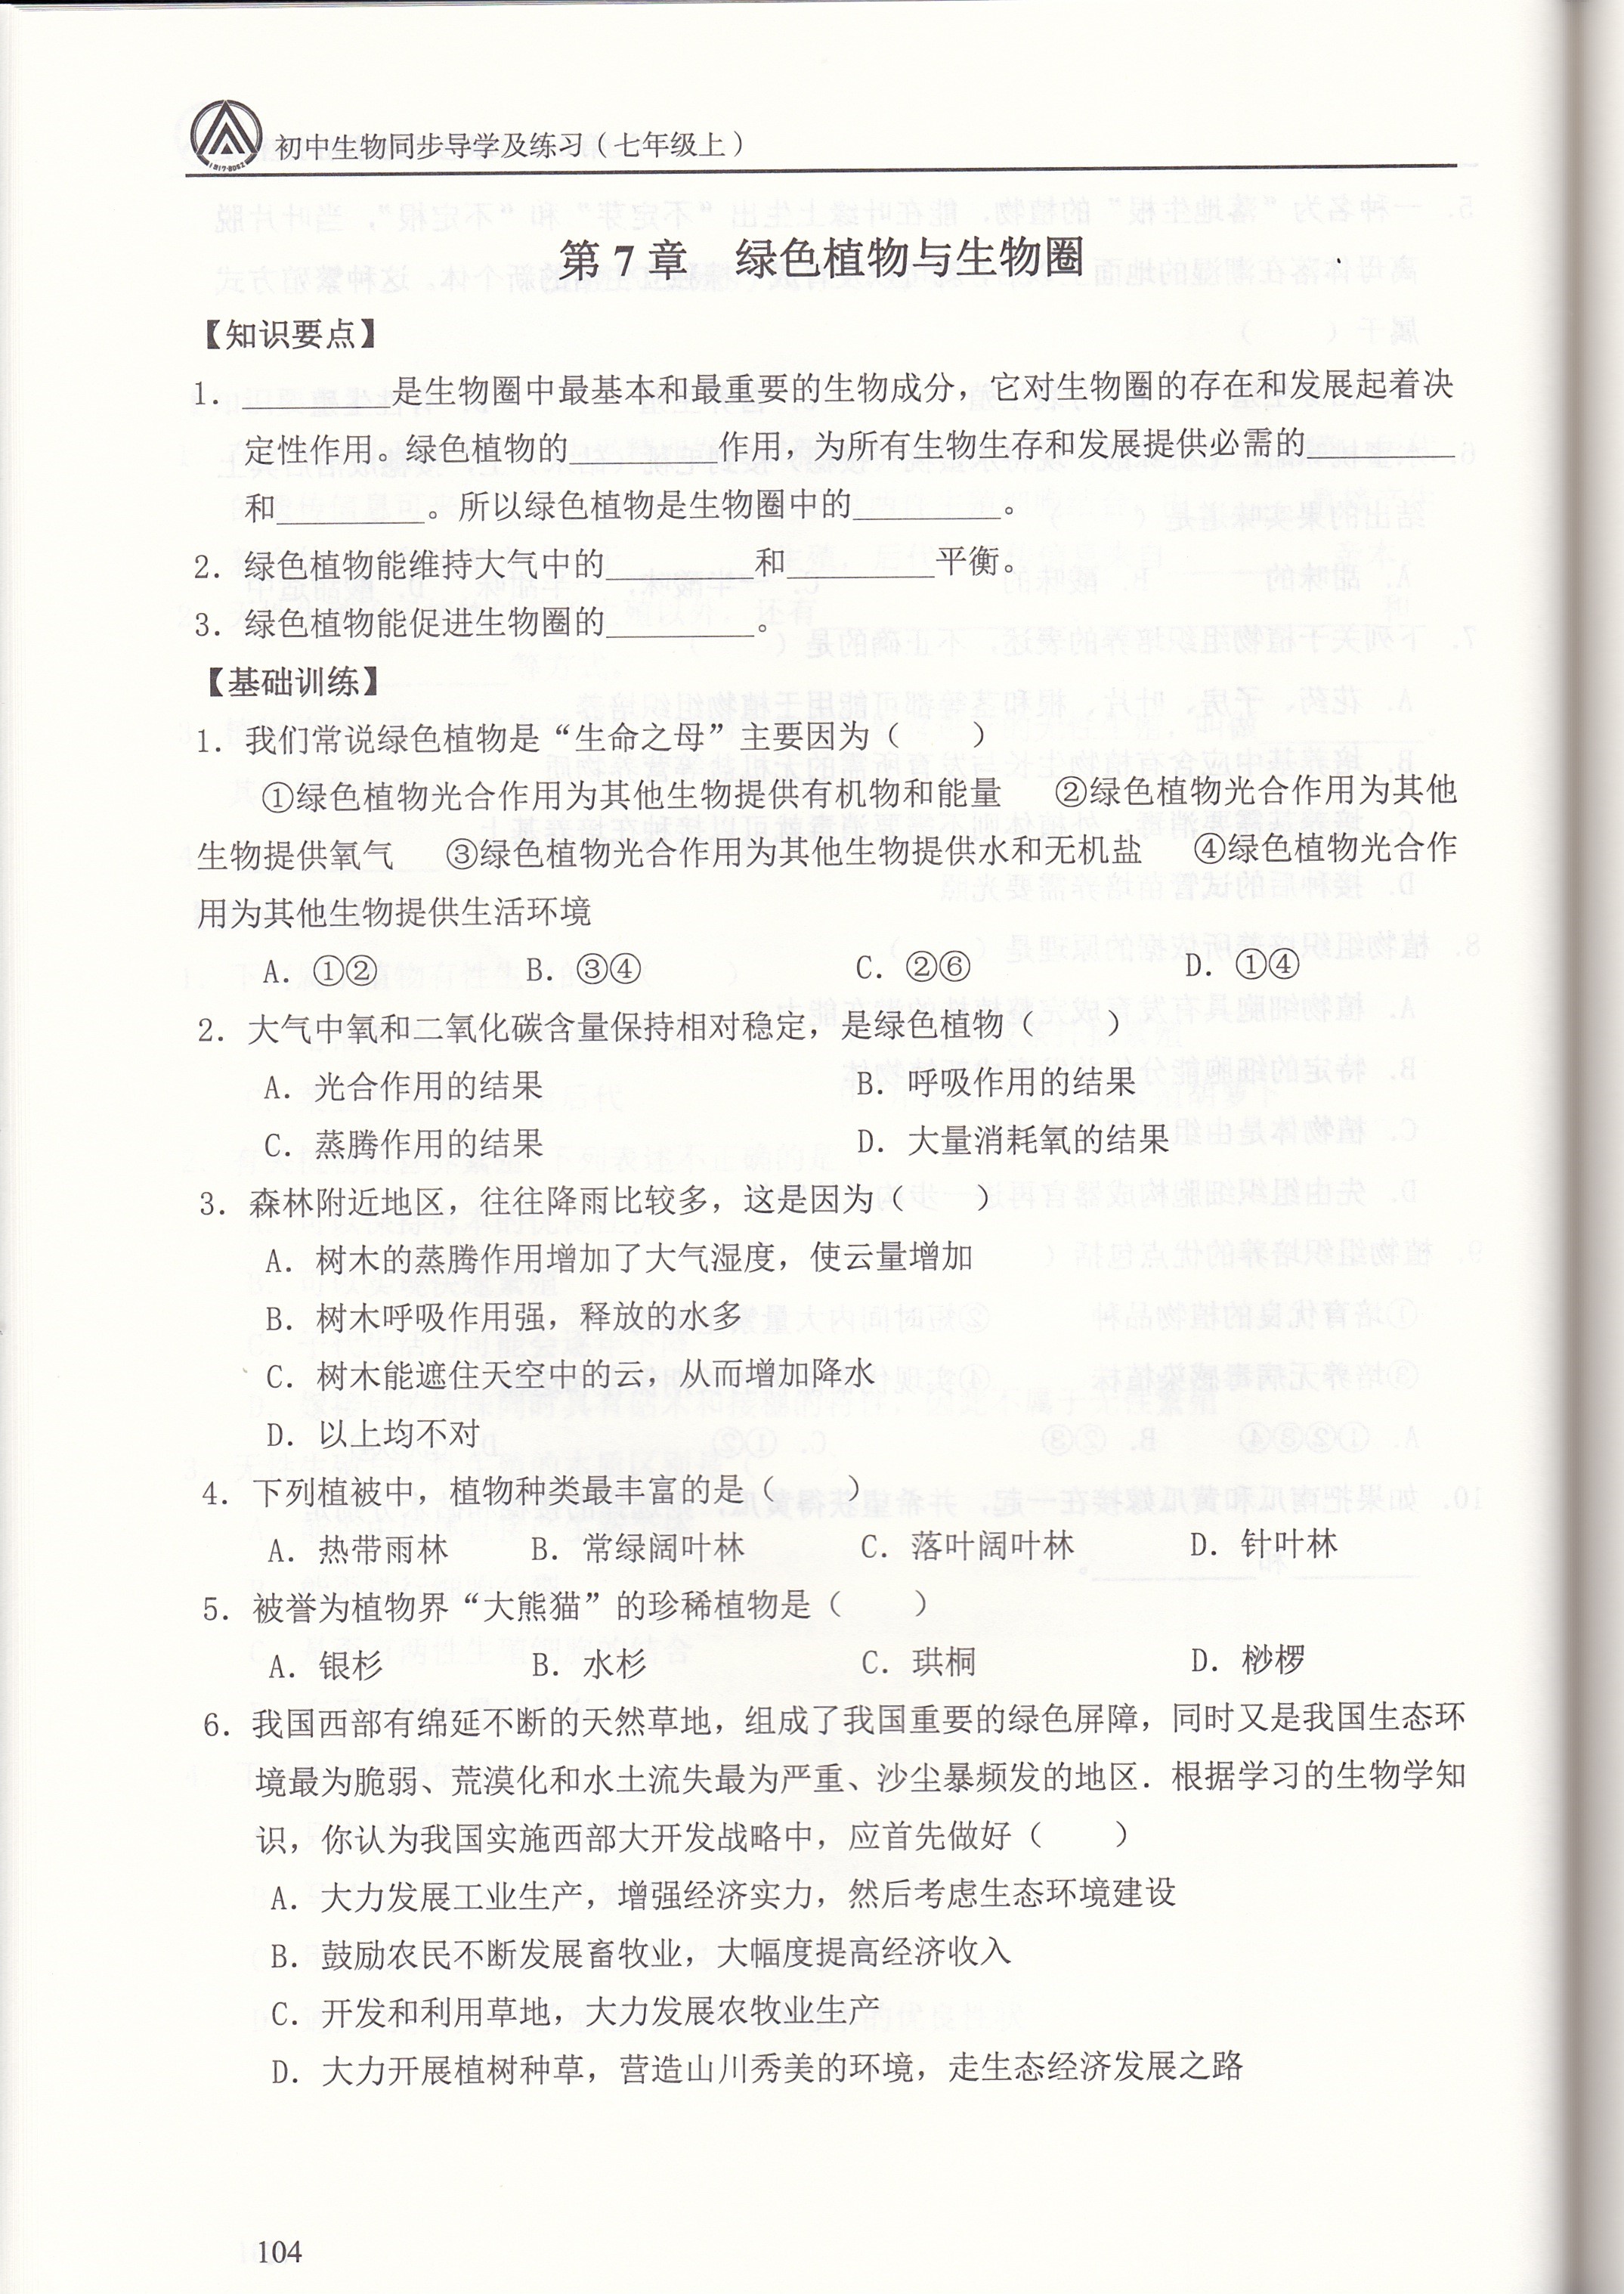 初中生物同步导学及练习（七年级上）
第7章 绿色植物与生物圈
【知识要点】
1. ________是生物圈中最基本和最重要的生物成分，它对生物圈的存在和发展起着决
定性作用。绿色植物的________作用，为所有生物生存和发展提供必需的________
和________。所以绿色植物是生物圈中的________。
2. 绿色植物能维持大气中的________和________平衡。
3. 绿色植物能促进生物圈的________。
【基础训练】
1. 我们常说绿色植物是“生命之母”主要因为（ ）
①绿色植物光合作用为其他生物提供有机物和能量 ②绿色植物光合作用为其他
生物提供氧气 ③绿色植物光合作用为其他生物提供水和无机盐 ④绿色植物光合作
用为其他生物提供生活环境
A. ①② B. ③④ C. ②⑥ D. ①④
2. 大气中氧和二氧化碳含量保持相对稳定，是绿色植物（ ）
A. 光合作用的结果 B. 呼吸作用的结果
C. 蒸腾作用的结果 D. 大量消耗氧的结果
3. 森林附近地区，往往降雨比较多，这是因为（ ）
A. 树木的蒸腾作用增加了大气湿度，使云量增加
B. 树木呼吸作用强，释放的水多
C. 树木能遮住天空中的云，从而增加降水
D. 以上均不对
4. 下列植被中，植物种类最丰富的是（ ）
A. 热带雨林 B. 常绿阔叶林 C. 落叶阔叶林 D. 针叶林
5. 被誉为植物界“大熊猫”的珍稀植物是（ ）
A. 银杉 B. 水杉 C. 珙桐 D. 桫椤
6. 我国西部有绵延不断的天然草地，组成了我国重要的绿色屏障，同时又是我国生态环
境最为脆弱、荒漠化和水土流失最为严重、沙尘暴频发的地区．根据学习的生物学知
识，你认为我国实施西部大开发战略中，应首先做好（ ）
A. 大力发展工业生产，增强经济实力，然后考虑生态环境建设
B. 鼓励农民不断发展畜牧业，大幅度提高经济收入
C. 开发和利用草地，大力发展农牧业生产
D. 大力开展植树种草，营造山川秀美的环境，走生态经济发展之路
104